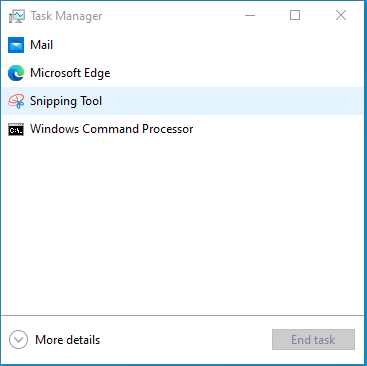 Task Manager
Mail
Microsoft Edge
Snipping Tool
C:\.
Windows Command Processor
More details
End task